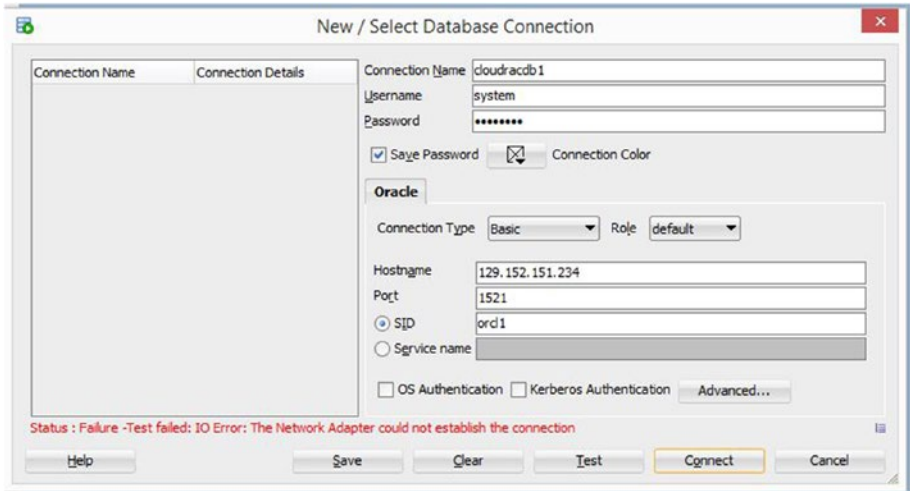 New / Select Database Connection
Connection Name Connection Details
Connection Name cloudracdb1
Username system
Password ••••••••
Save Password Connection Color
Oracle
Connection Type Basic Role default
Hostname 129.152.151.234
Port 1521
SID orcl1
Service name
OS Authentication Kerberos Authentication Advanced...
Status : Failure -Test failed: IO Error: The Network Adapter could not establish the connection
Help Save Clear Test Connect Cancel